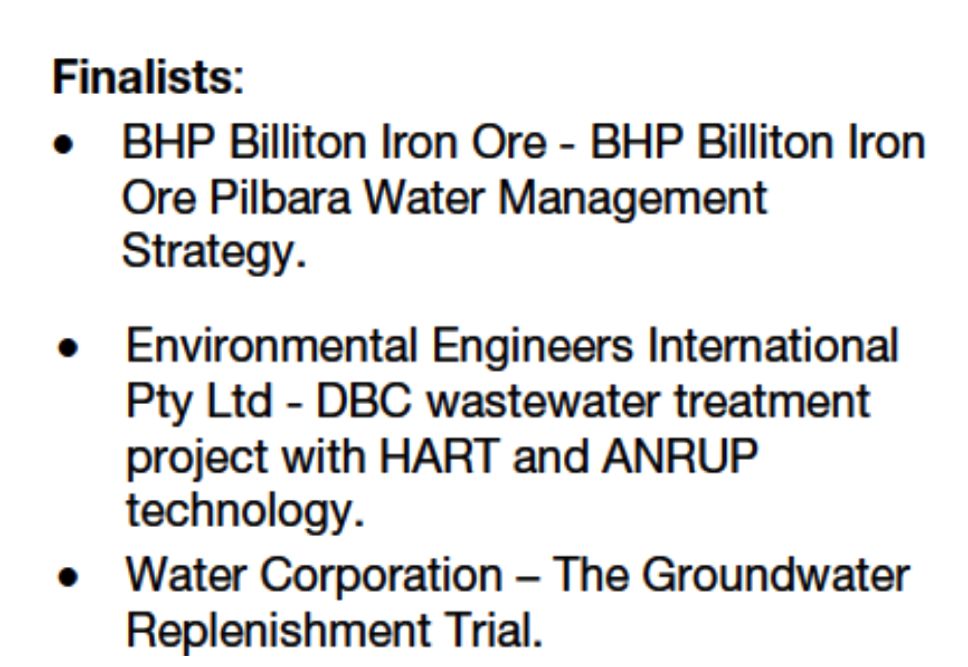 Finalists:
● BHP Billiton Iron Ore - BHP Billiton Iron
Ore Pilbara Water Management
Strategy.
● Environmental Engineers International
Pty Ltd - DBC wastewater treatment
project with HART and ANRUP
technology.
● Water Corporation – The Groundwater
Replenishment Trial.